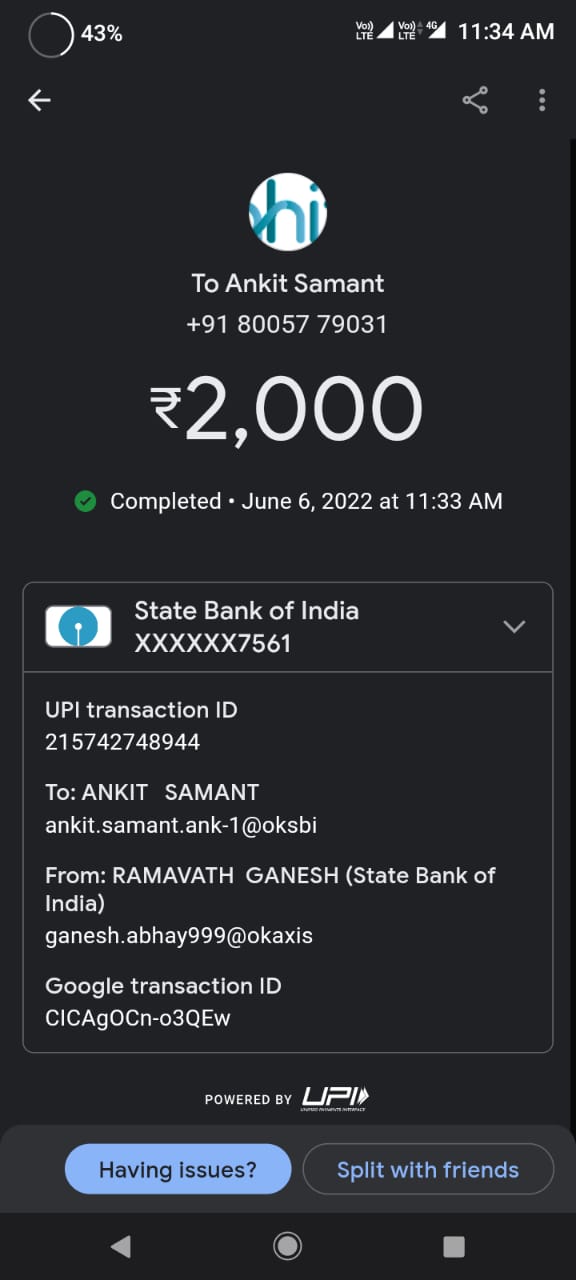 43%
Vo)) LTE Vo)) LTE 4G 11:34 AM
hi
To Ankit Samant
+91 80057 79031
₹2,000
Completed • June 6, 2022 at 11:33 AM
State Bank of India
XXXXXX7561
UPI transaction ID
215742748944
To: ANKIT SAMANT
ankit.samant.ank-1@oksbi
From: RAMAVATH GANESH (State Bank of
India)
ganesh.abhay999@okaxis
Google transaction ID
CICAgOCn-o3QEw
POWERED BY UPI
UNIFIED PAYMENTS INTERFACE
Having issues?
Split with friends